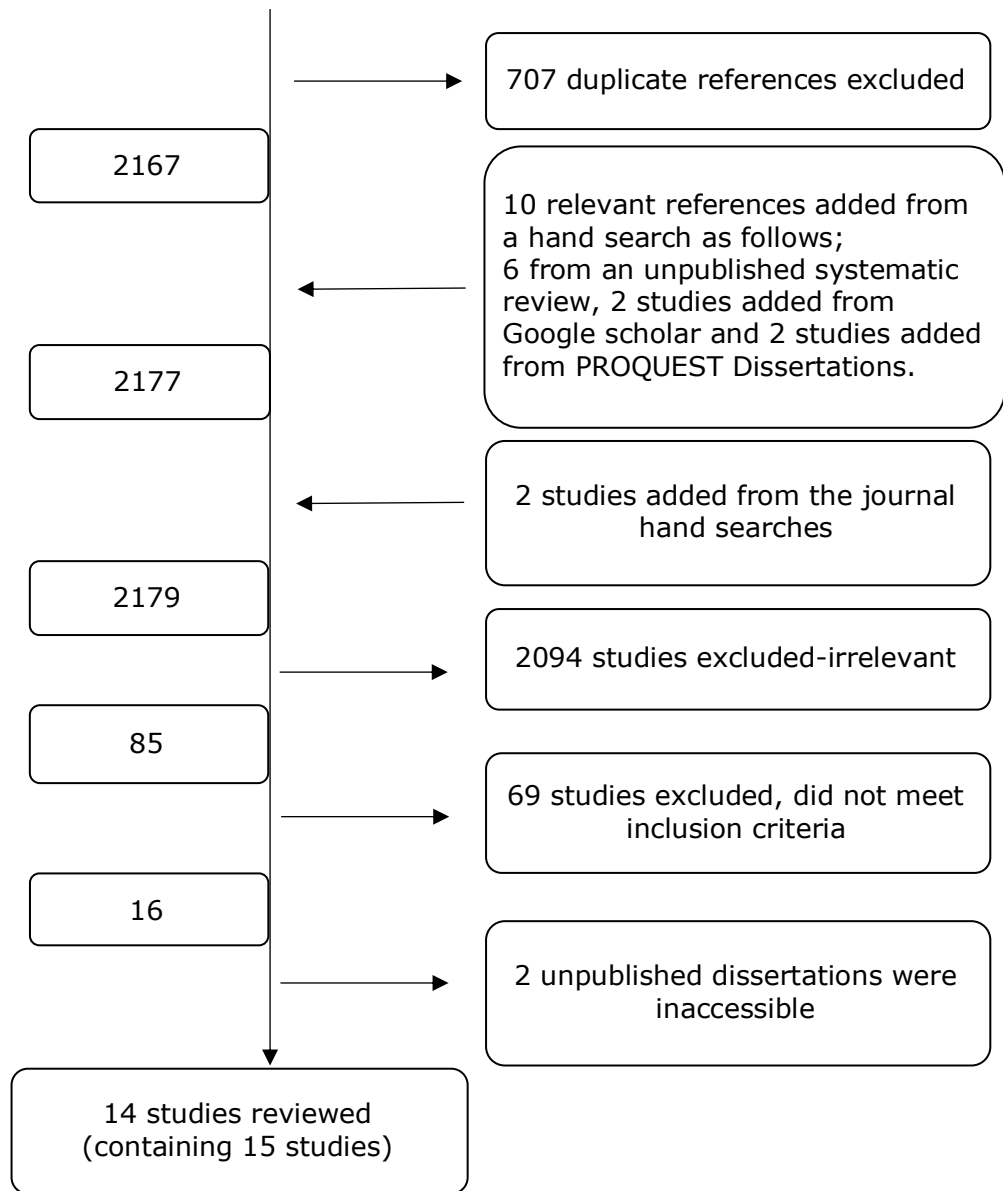 707 duplicate references excluded
2167
10 relevant references added from
a hand search as follows;
6 from an unpublished systematic
review, 2 studies added from
Google scholar and 2 studies added
from PROQUEST Dissertations.
2177
2 studies added from the journal
hand searches
2179
2094 studies excluded-irrelevant
85
69 studies excluded, did not meet
inclusion criteria
16
2 unpublished dissertations were
inaccessible
14 studies reviewed
(containing 15 studies)